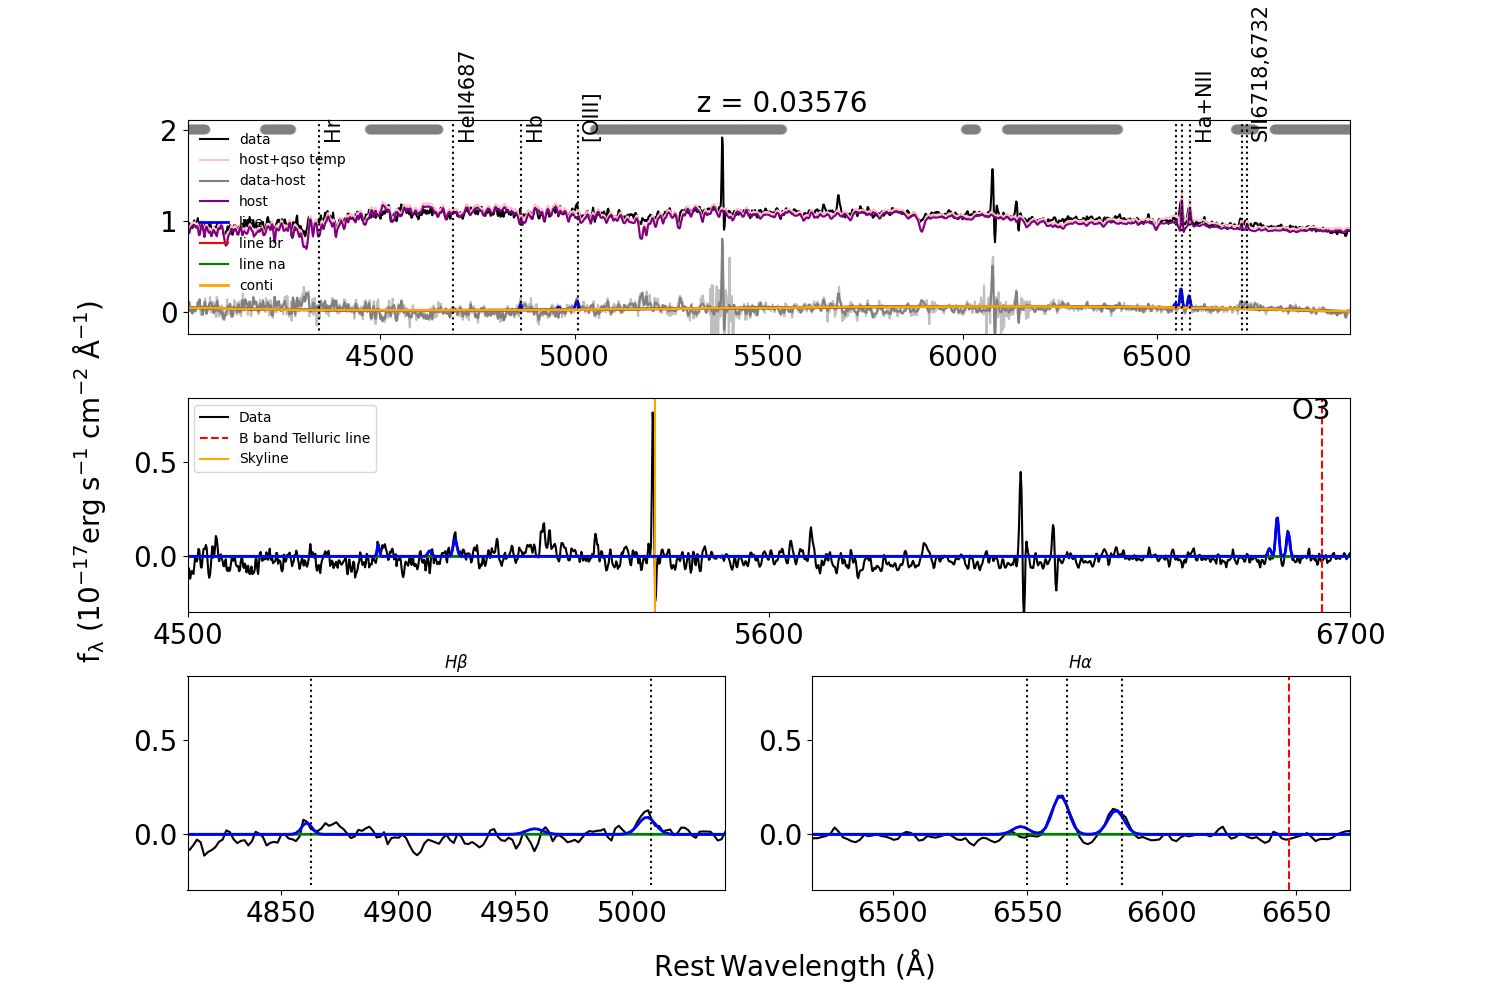 z = 0.03576
Hr
HeII4687
Hb
[OIII]
Ha+NII
SII6718,6732
data
host+qso temp
data-host
host
line
line br
line na
conti
2
1
0
4500
5000
5500
6000
6500
fλ (10⁻¹⁷erg s⁻¹ cm⁻² Å⁻¹)
Data
B band Telluric line
Skyline
O3
0.5
0.0
4500
5600
6700
Hβ
0.5
0.0
4850
4900
4950
5000
Hα
0.5
0.0
6500
6550
6600
6650
Rest Wavelength (Å)